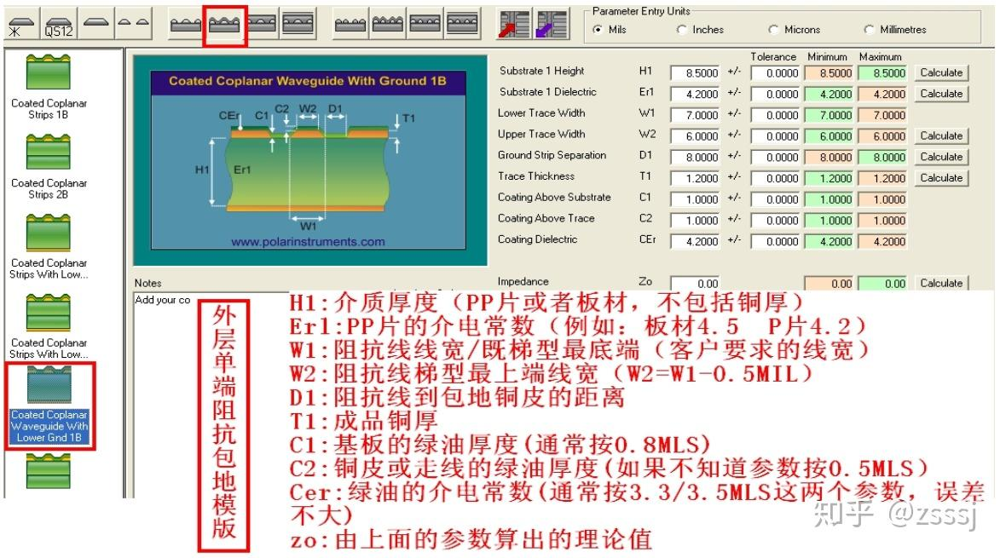 QS12
Parameter Entry Units
Mils
Inches
Microns
Millimetres
Coated Coplanar
Strips 1B
Coated Coplanar
Strips 2B
Coated Coplanar
Strips With Low...
Coated Coplanar
Strips With Low...
Coated Coplanar
Waveguide With
Lower Gnd 1B
Coated Coplanar Waveguide With Ground 1B
CEr C1 C2 W2 D1 T1
H1 Er1
W1
www.polarinstruments.com
Tolerance Minimum Maximum
Substrate 1 Height H1 8.5000 +/- 0.0000 8.5000 8.5000 Calculate
Substrate 1 Dielectric Er1 4.2000 +/- 0.0000 4.2000 4.2000 Calculate
Lower Trace Width W1 7.0000 +/- 0.0000 7.0000 7.0000
Upper Trace Width W2 6.0000 +/- 0.0000 6.0000 6.0000 Calculate
Ground Strip Separation D1 8.0000 +/- 0.0000 8.0000 8.0000 Calculate
Trace Thickness T1 1.2000 +/- 0.0000 1.2000 1.2000 Calculate
Coating Above Substrate C1 1.0000 +/- 0.0000 1.0000 1.0000
Coating Above Trace C2 1.0000 +/- 0.0000 1.0000 1.0000
Coating Dielectric CEr 4.2000 +/- 0.0000 4.2000 4.2000
Impedance Zo 0.00 0.00 0.00 Calculate
Notes
Add your co
外层单端阻抗包地模版
H1:介质厚度（PP片或者板材，不包括铜厚）
Er1:PP片的介电常数（例如：板材4.5 P片4.2）
W1:阻抗线线宽/既梯型最底端（客户要求的线宽）
W2:阻抗线梯型最上端线宽（W2=W1-0.5MIL）
D1:阻抗线到包地铜皮的距离
T1:成品铜厚
C1:基板的绿油厚度(通常按0.8MLS)
C2:铜皮或走线的绿油厚度(如果不知道参数按0.5MLS）
Cer:绿油的介电常数(通常按3.3/3.5MLS这两个参数，误差
不大)
zo:由上面的参数算出的理论值
知乎 @zsssj